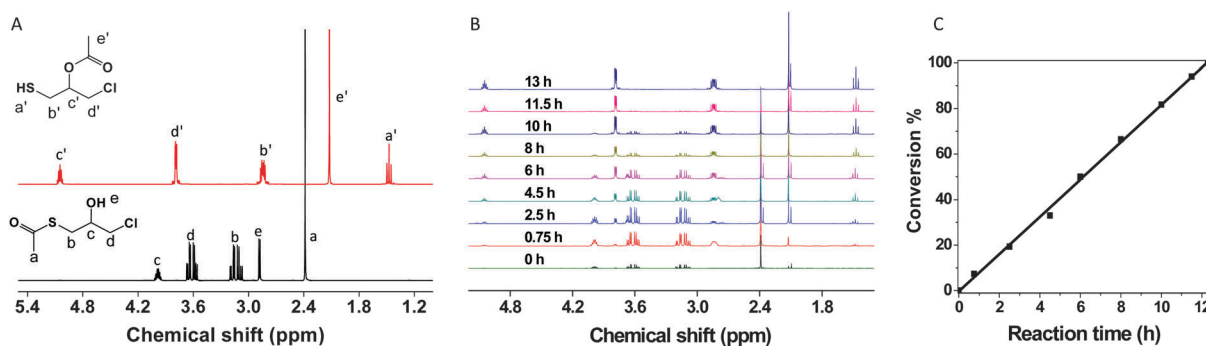 A
e'
O
O
HS
Cl
a'
b'
c'
d'
c'
d'
b'
e'
a'
OH e
O
S
Cl
a
b
c
d
c
d
b
e
a
5.4 4.8 4.2 3.6 3.0 2.4 1.8 1.2
Chemical shift (ppm)
B
13 h
11.5 h
10 h
8 h
6 h
4.5 h
2.5 h
0.75 h
0 h
4.8 4.2 3.6 3.0 2.4 1.8
Chemical shift (ppm)
C
100
80
60
40
20
0
Conversion %
0 2 4 6 8 10 12
Reaction time (h)